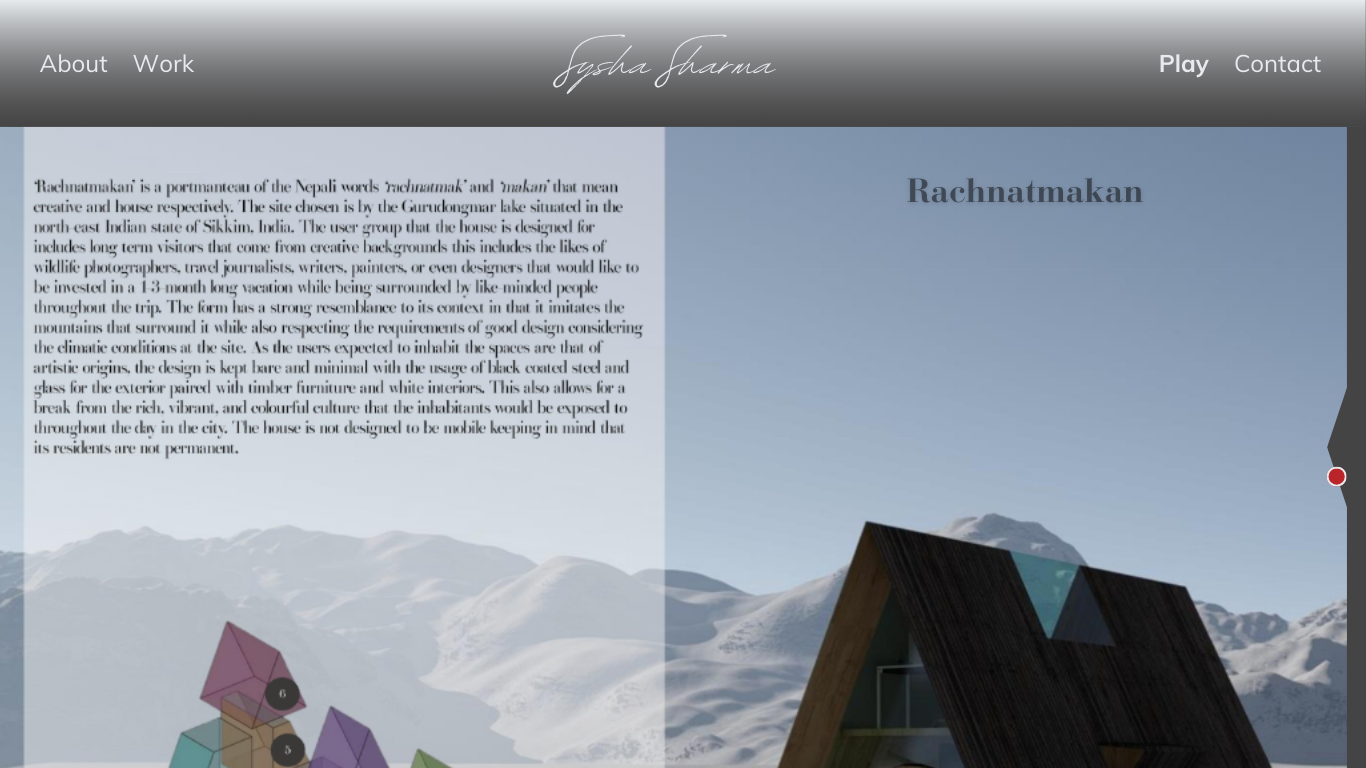 About Work
Sysha Sharma
Play Contact
'Rachnatmakan' is a portmanteau of the Nepali words 'rachnatmak' and 'makan' that mean
creative and house respectively. The site chosen is by the Gurudongmar lake situated in the
north-east Indian state of Sikkim, India. The user group that the house is designed for
includes long term visitors that come from creative backgrounds this includes the likes of
wildlife photographers, travel journalists, writers, painters, or even designers that would like to
be invested in a 1-3-month long vacation while being surrounded by like-minded people
throughout the trip. The form has a strong resemblance to its context in that it imitates the
mountains that surround it while also respecting the requirements of good design considering
the climatic conditions at the site. As the users expected to inhabit the spaces are that of
artistic origins, the design is kept bare and minimal with the usage of black coated steel and
glass for the exterior paired with timber furniture and white interiors. This also allows for a
break from the rich, vibrant, and colourful culture that the inhabitants would be exposed to
throughout the day in the city. The house is not designed to be mobile keeping in mind that
its residents are not permanent.
Rachnatmakan
6
5